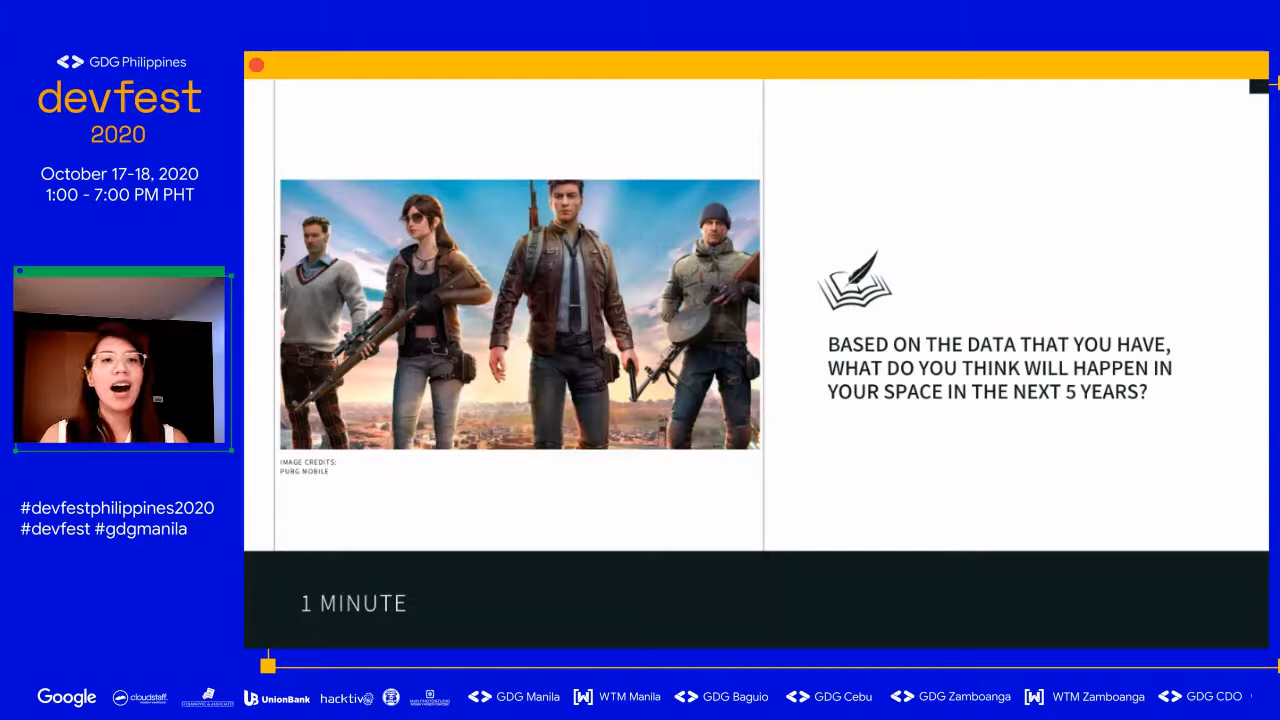 GDG Philippines
devfest
2020
October 17-18, 2020
1:00 - 7:00 PM PHT
#devfestphilippines2020
#devfest #gdgmanila
IMAGE CREDITS:
PUBG MOBILE
BASED ON THE DATA THAT YOU HAVE,
WHAT DO YOU THINK WILL HAPPEN IN
YOUR SPACE IN THE NEXT 5 YEARS?
1 MINUTE
Google cloudstaff UnionBank hacktiv GDG Manila WTM Manila GDG Baguio GDG Cebu GDG Zamboanga WTM Zamboanga GDG CDO